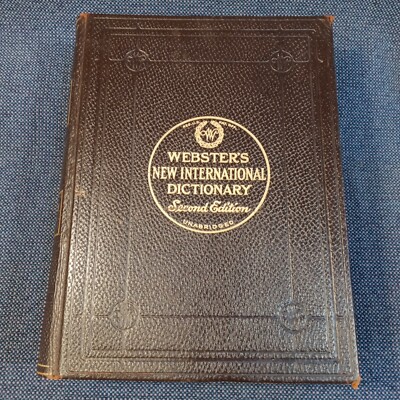 WEBSTER'S
NEW INTERNATIONAL
DICTIONARY
Second Edition
UNABRIDGED